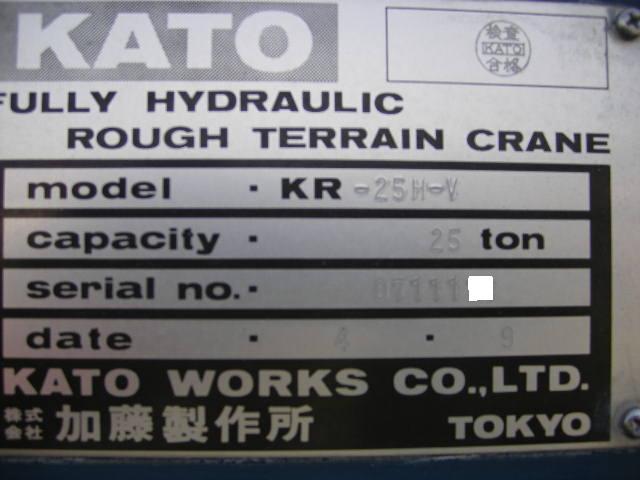 KATO
検査
KATO
合格
FULLY HYDRAULIC
ROUGH TERRAIN CRANE
model · KR -25H-V
capacity · 25 ton
serial no. ·
date · 4 · 9
KATO WORKS CO.,LTD.
株式会社 加藤製作所 TOKYO